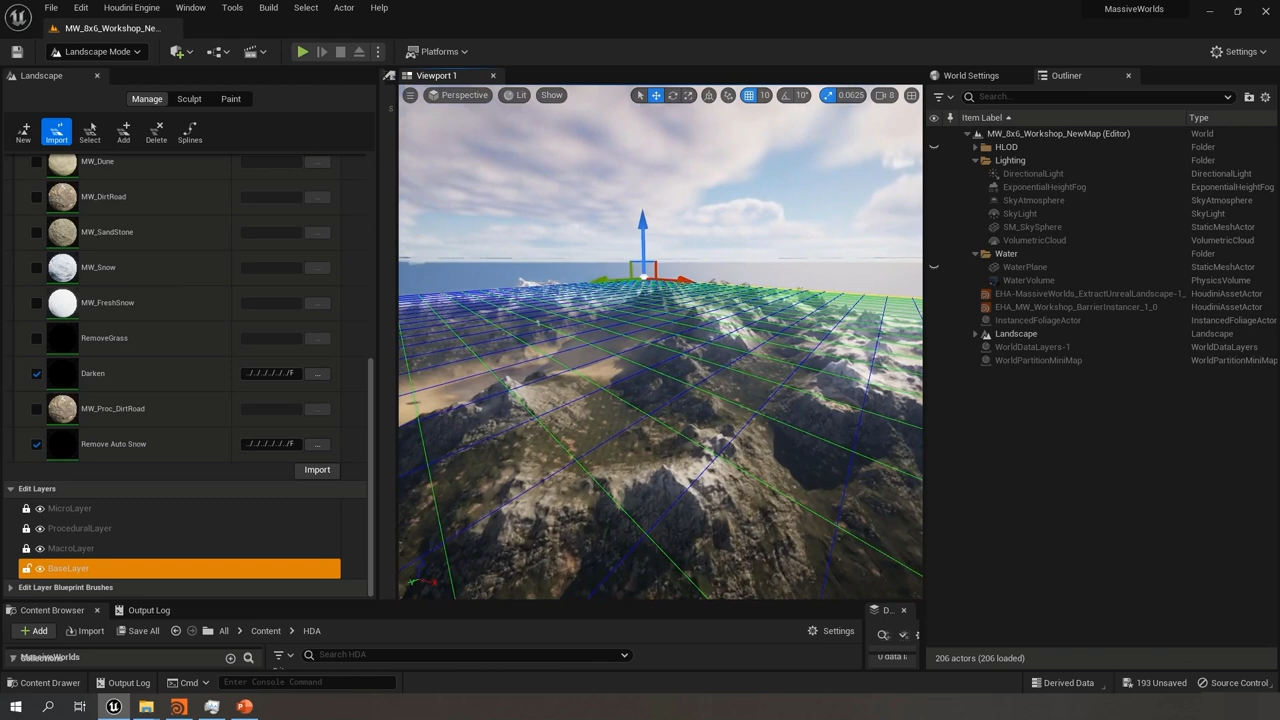 File Edit Houdini Engine Window Tools Build Select Actor Help
MassiveWorlds
MW_8x6_Workshop_Ne...
Landscape Mode
Platforms
Settings
Landscape
Viewport 1
World Settings
Outliner
Manage Sculpt Paint
Perspective Lit Show
10 10° 0.0625 8
Search...
New Import Select Add Delete Splines
Item Label Type
MW_8x6_Workshop_NewMap (Editor) World
HLOD Folder
Lighting Folder
DirectionalLight DirectionalLight
ExponentialHeightFog ExponentialHeightFog
SkyAtmosphere SkyAtmosphere
SkyLight SkyLight
SM_SkySphere StaticMeshActor
VolumetricCloud VolumetricCloud
Water Folder
WaterPlane StaticMeshActor
WaterVolume PhysicsVolume
EHA-MassiveWorlds_ExtractUnrealLandscape-1_ HoudiniAssetActor
EHA_MW_Workshop_BarrierInstancer_1_0 HoudiniAssetActor
InstancedFoliageActor InstancedFoliageActor
Landscape Landscape
WorldDataLayers-1 WorldDataLayers
WorldPartitionMiniMap WorldPartitionMiniMap
MW_Dune ...
MW_DirtRoad ...
MW_SandStone ...
MW_Snow ...
MW_FreshSnow ...
RemoveGrass ...
Darken ../../../../../../F ...
MW_Proc_DirtRoad ...
Remove Auto Snow ../../../../../../F ...
Import
Edit Layers
MicroLayer
ProceduralLayer
MacroLayer
BaseLayer
Edit Layer Blueprint Brushes
Content Browser Output Log
D...
Add Import Save All All Content HDA Settings
MassiveWorlds
Search HDA
0 data l
206 actors (206 loaded)
Content Drawer Output Log Cmd Enter Console Command
Derived Data 193 Unsaved Source Control